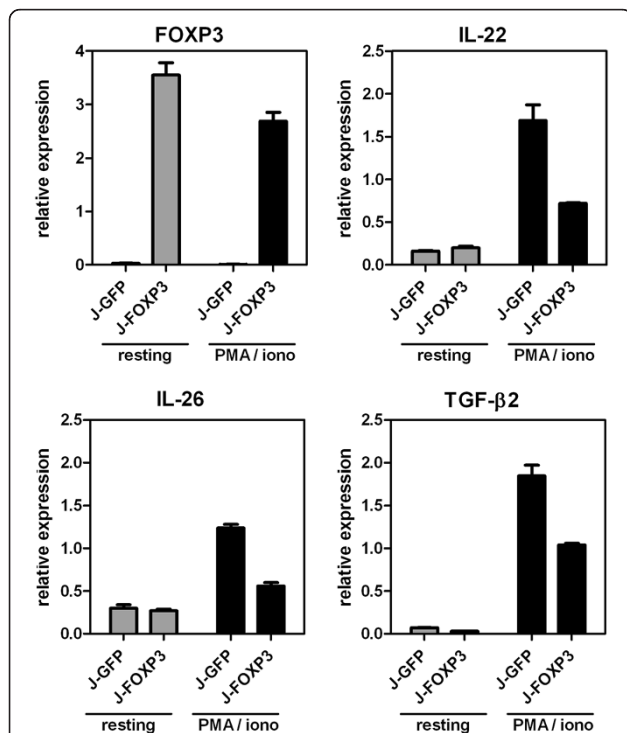 FOXP3
relative expression
4
3
2
1
0
J-GFP
J-FOXP3
J-GFP
J-FOXP3
resting
PMA / iono
IL-22
relative expression
2.5
2.0
1.5
1.0
0.5
0.0
J-GFP
J-FOXP3
J-GFP
J-FOXP3
resting
PMA / iono
IL-26
relative expression
2.5
2.0
1.5
1.0
0.5
0.0
J-GFP
J-FOXP3
J-GFP
J-FOXP3
resting
PMA / iono
TGF-β2
relative expression
2.5
2.0
1.5
1.0
0.5
0.0
J-GFP
J-FOXP3
J-GFP
J-FOXP3
resting
PMA / iono